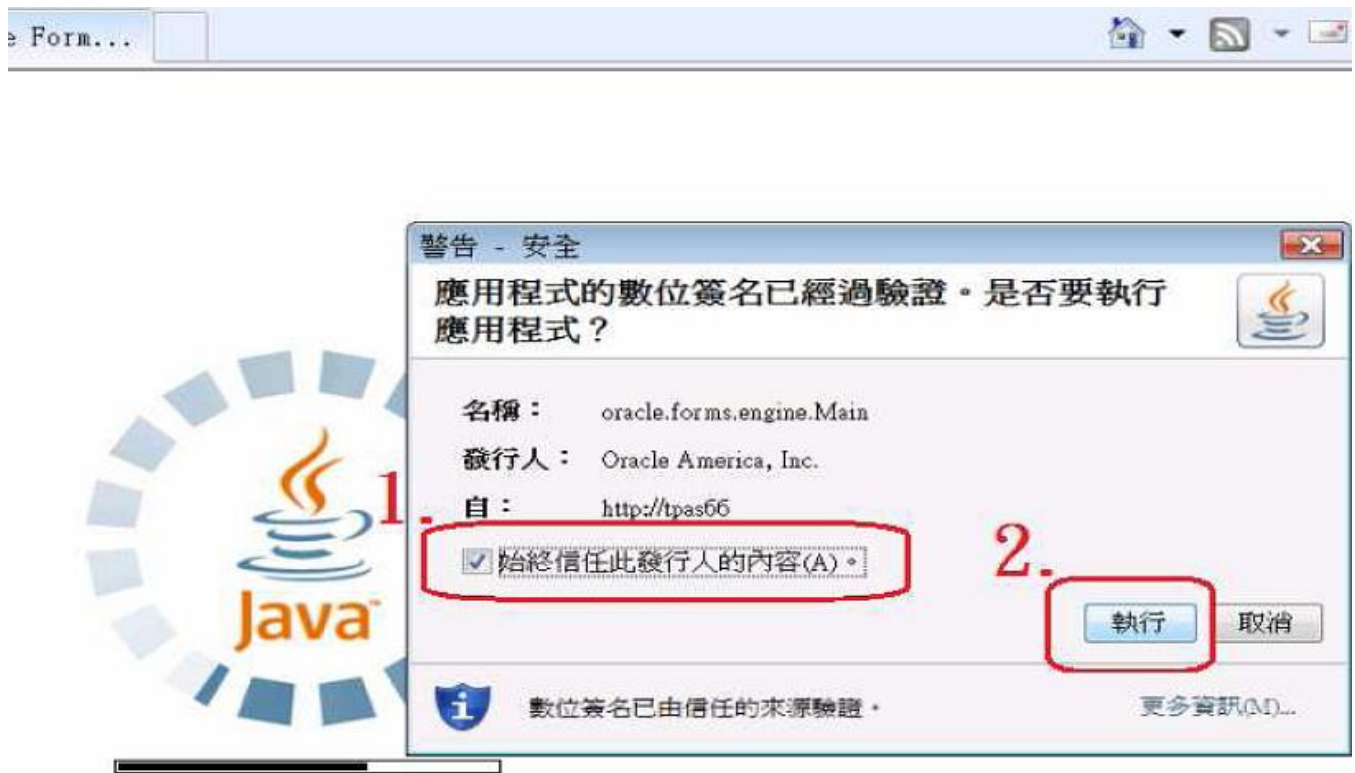 e Form...
警告 - 安全
應用程式的數位簽名已經過驗證。是否要執行
應用程式？
名稱： oracle.forms.engine.Main
發行人： Oracle America, Inc.
1. 自： http://tpas66
始終信任此發行人的內容(A)。
2.
執行 取消
Java
數位簽名已由信任的來源驗證。 更多資訊(M)...